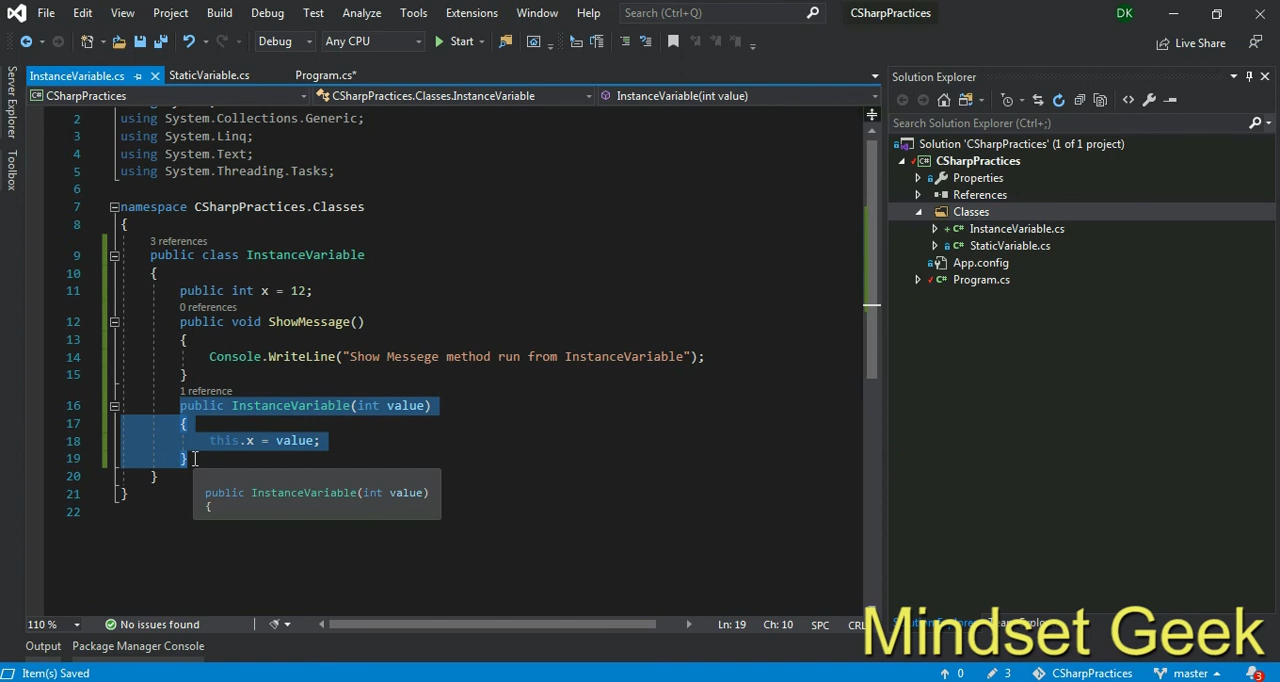 File Edit View Project Build Debug Test Analyze Tools Extensions Window Help Search (Ctrl+Q) CSharpPractices DK
Debug Any CPU Start Live Share
Server Explorer
Toolbox
InstanceVariable.cs StaticVariable.cs Program.cs*
CSharpPractices CSharpPractices.Classes.InstanceVariable InstanceVariable(int value)
2 using System.Collections.Generic;
3 using System.Linq;
4 using System.Text;
5 using System.Threading.Tasks;
6
7 namespace CSharpPractices.Classes
8 {
3 references
9 public class InstanceVariable
10 {
11 public int x = 12;
0 references
12 public void ShowMessage()
13 {
14 Console.WriteLine("Show Messege method run from InstanceVariable");
15 }
1 reference
16 public InstanceVariable(int value)
17 {
18 this.x = value;
19 }
20 }
21 }
22
public InstanceVariable(int value)
{
110 % No issues found Ln: 19 Ch: 10 SPC CRL
Output Package Manager Console
Item(s) Saved 0 3 CSharpPractices master 3
Solution Explorer
Search Solution Explorer (Ctrl+;)
Solution 'CSharpPractices' (1 of 1 project)
CSharpPractices
Properties
References
Classes
InstanceVariable.cs
StaticVariable.cs
App.config
Program.cs
Mindset Geek